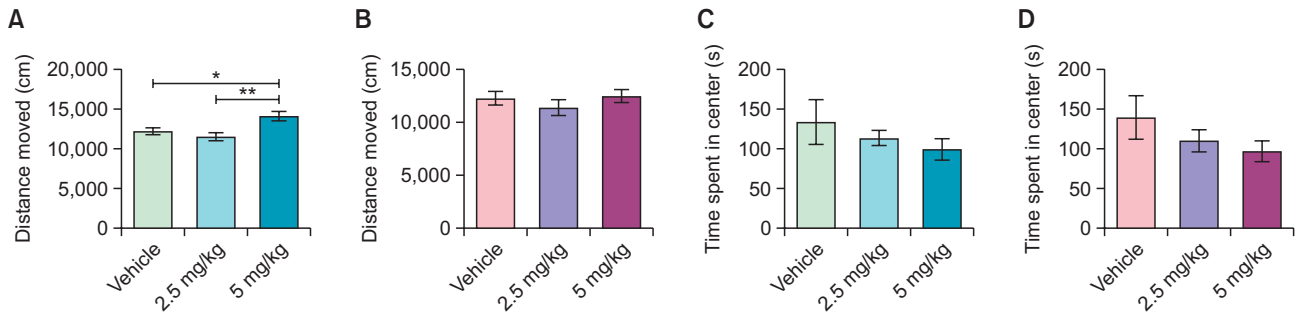 A
Distance moved (cm)
20,000
15,000
10,000
5,000
0
*
**
Vehicle
2.5 mg/kg
5 mg/kg
B
Distance moved (cm)
15,000
10,000
5,000
0
Vehicle
2.5 mg/kg
5 mg/kg
C
Time spent in center (s)
200
150
100
50
0
Vehicle
2.5 mg/kg
5 mg/kg
D
Time spent in center (s)
200
150
100
50
0
Vehicle
2.5 mg/kg
5 mg/kg